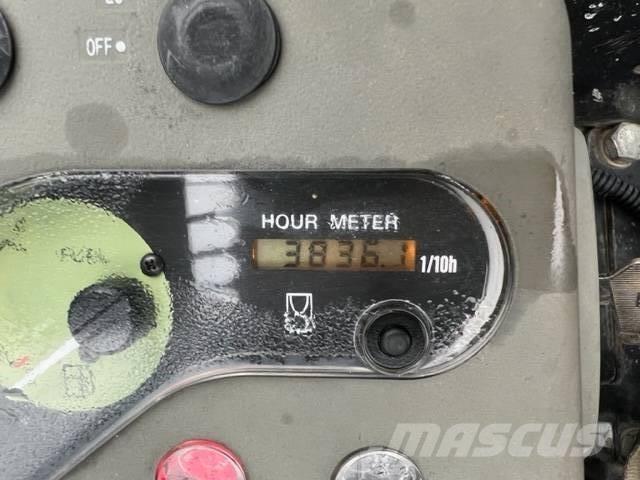 OFF
HOUR METER
3836.1 1/10h
FUEL
MASCUS